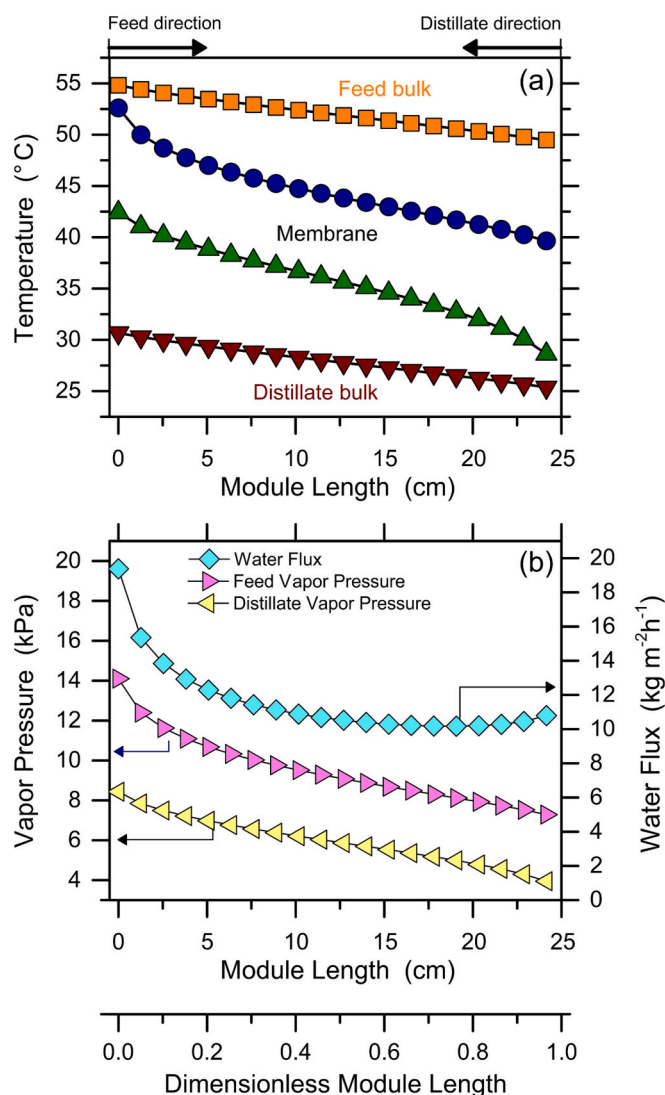 Feed direction
Distillate direction
(a)
Feed bulk
Membrane
Distillate bulk
Temperature (°C)
55
50
45
40
35
30
25
0 5 10 15 20 25
Module Length (cm)
(b)
Water Flux
Feed Vapor Pressure
Distillate Vapor Pressure
Vapor Pressure (kPa)
20
18
16
14
12
10
8
6
4
Water Flux (kg m⁻²h⁻¹)
20
18
16
14
12
10
8
6
4
2
0
0 5 10 15 20 25
Module Length (cm)
0.0 0.2 0.4 0.6 0.8 1.0
Dimensionless Module Length